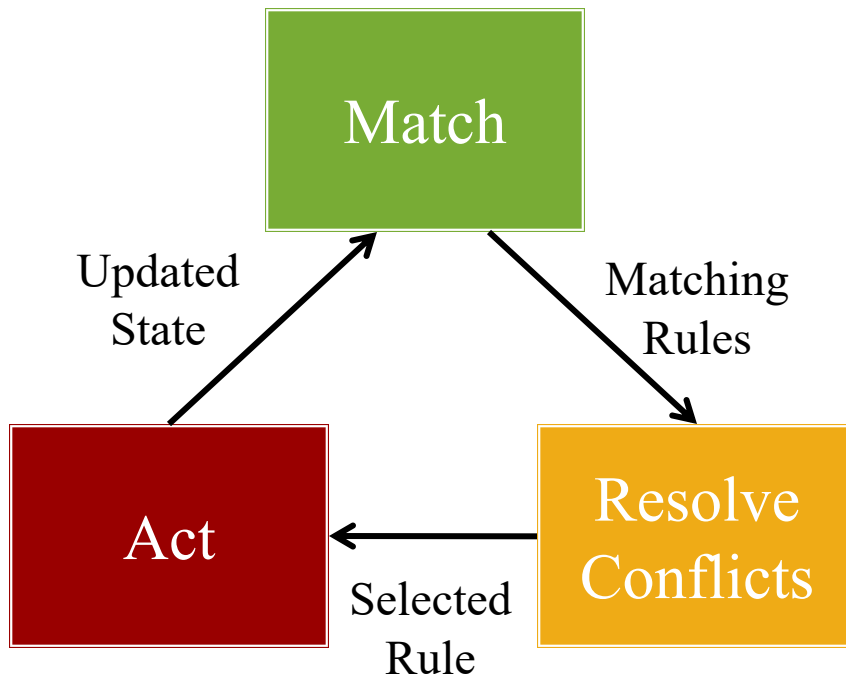 Match
Updated
State
Matching
Rules
Act
Resolve
Conflicts
Selected
Rule